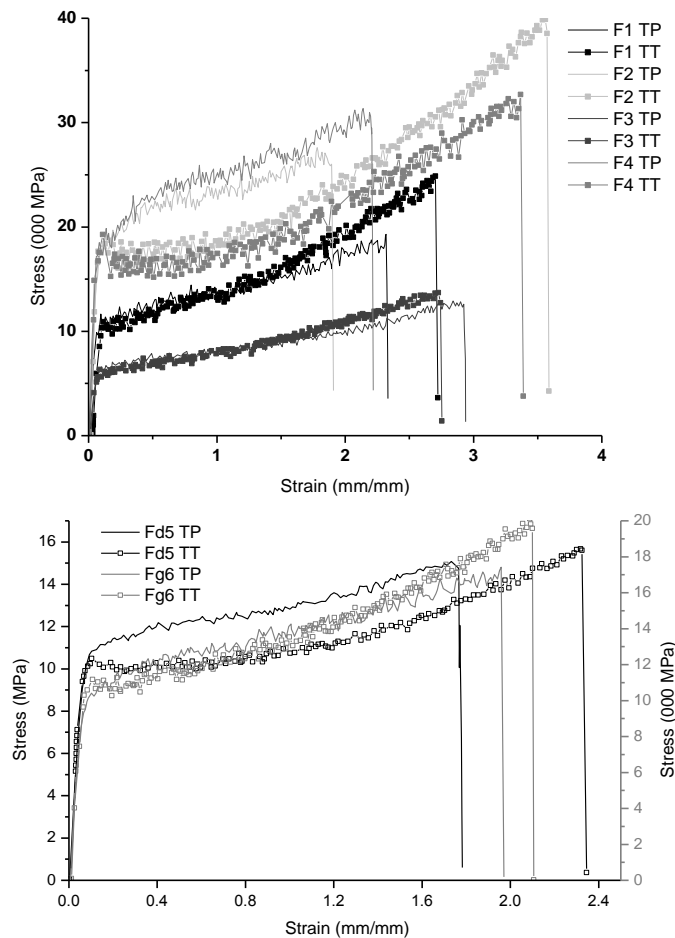 40
30
20
10
0
Stress (000 MPa)
0 1 2 3 4
Strain (mm/mm)
F1 TP
F1 TT
F2 TP
F2 TT
F3 TP
F3 TT
F4 TP
F4 TT
16
14
12
10
8
6
4
2
0
Stress (MPa)
Fd5 TP
Fd5 TT
Fg6 TP
Fg6 TT
20
18
16
14
12
10
8
6
4
2
0
Stress (000 MPa)
0.0 0.4 0.8 1.2 1.6 2.0 2.4
Strain (mm/mm)